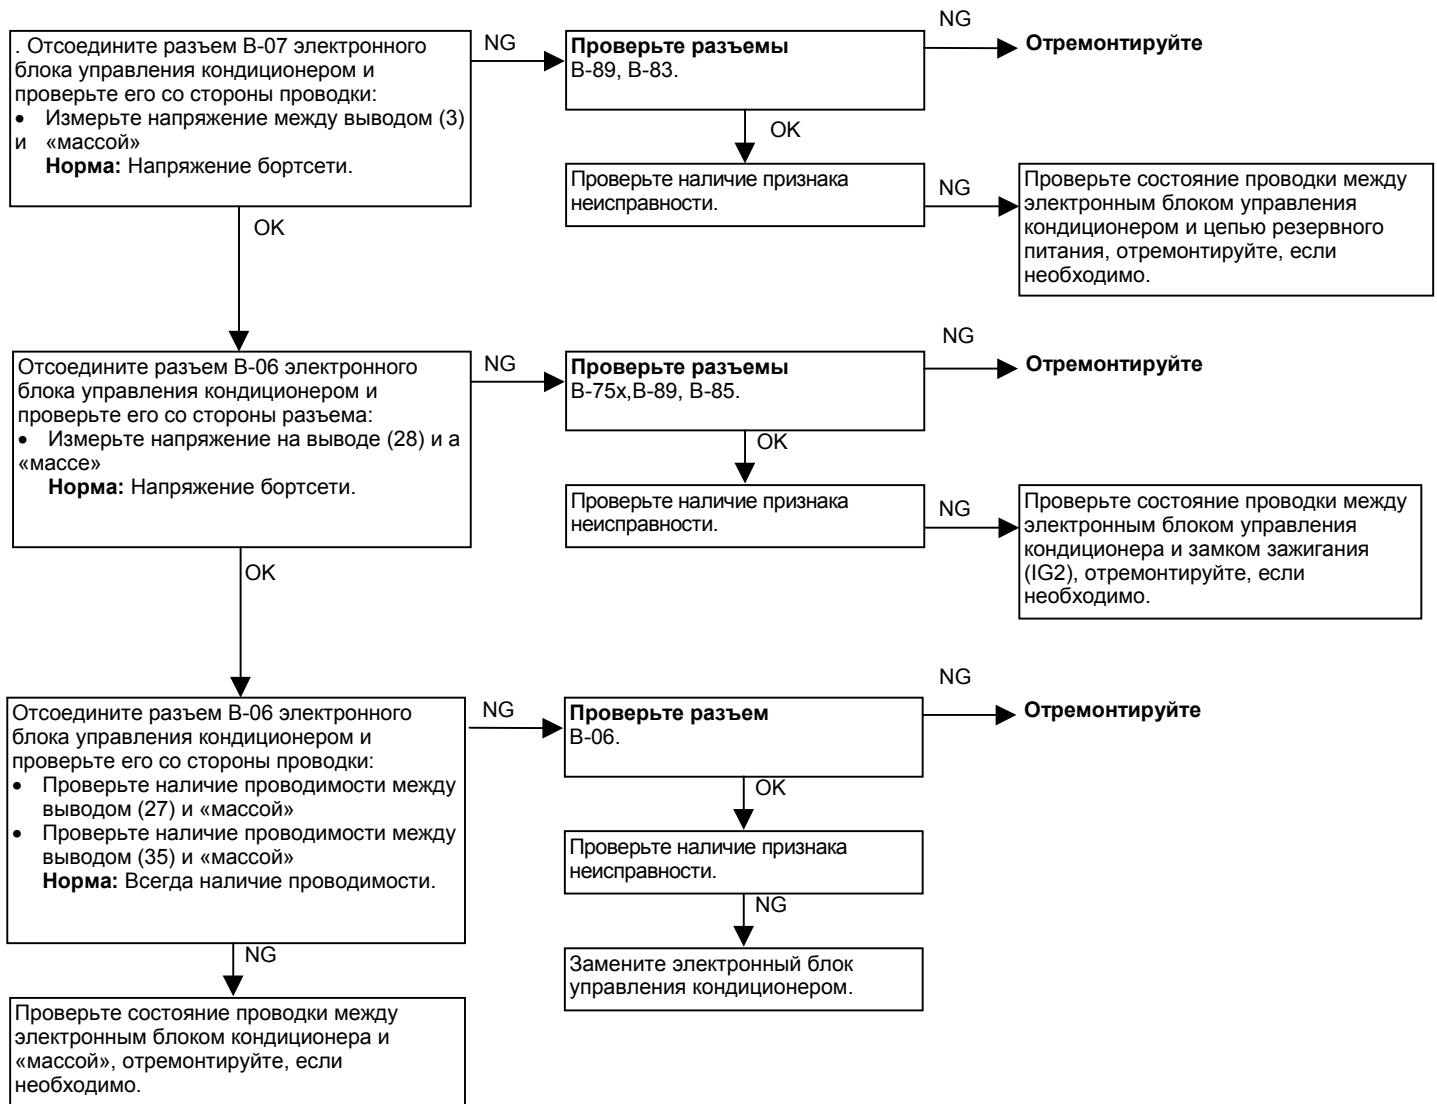 . Отсоедините разъем B-07 электронного
блока управления кондиционером и
проверьте его со стороны проводки:
• Измерьте напряжение между выводом (3)
и «массой»
Норма: Напряжение бортсети.
NG
Проверьте разъемы
B-89, B-83.
NG
Отремонтируйте
OK
Проверьте наличие признака
неисправности.
NG
Проверьте состояние проводки между
электронным блоком управления
кондиционером и цепью резервного
питания, отремонтируйте, если
необходимо.
OK
Отсоедините разъем B-06 электронного
блока управления кондиционером и
проверьте его со стороны разъема:
• Измерьте напряжение на выводе (28) и а
«массе»
Норма: Напряжение бортсети.
NG
Проверьте разъемы
B-75x,B-89, B-85.
NG
Отремонтируйте
OK
Проверьте наличие признака
неисправности.
NG
Проверьте состояние проводки между
электронным блоком управления
кондиционера и замком зажигания
(IG2), отремонтируйте, если
необходимо.
OK
Отсоедините разъем B-06 электронного
блока управления кондиционером и
проверьте его со стороны проводки:
• Проверьте наличие проводимости между
выводом (27) и «массой»
• Проверьте наличие проводимости между
выводом (35) и «массой»
Норма: Всегда наличие проводимости.
NG
Проверьте разъем
B-06.
NG
Отремонтируйте
OK
Проверьте наличие признака
неисправности.
NG
Замените электронный блок
управления кондиционером.
NG
Проверьте состояние проводки между
электронным блоком кондиционера и
«массой», отремонтируйте, если
необходимо.